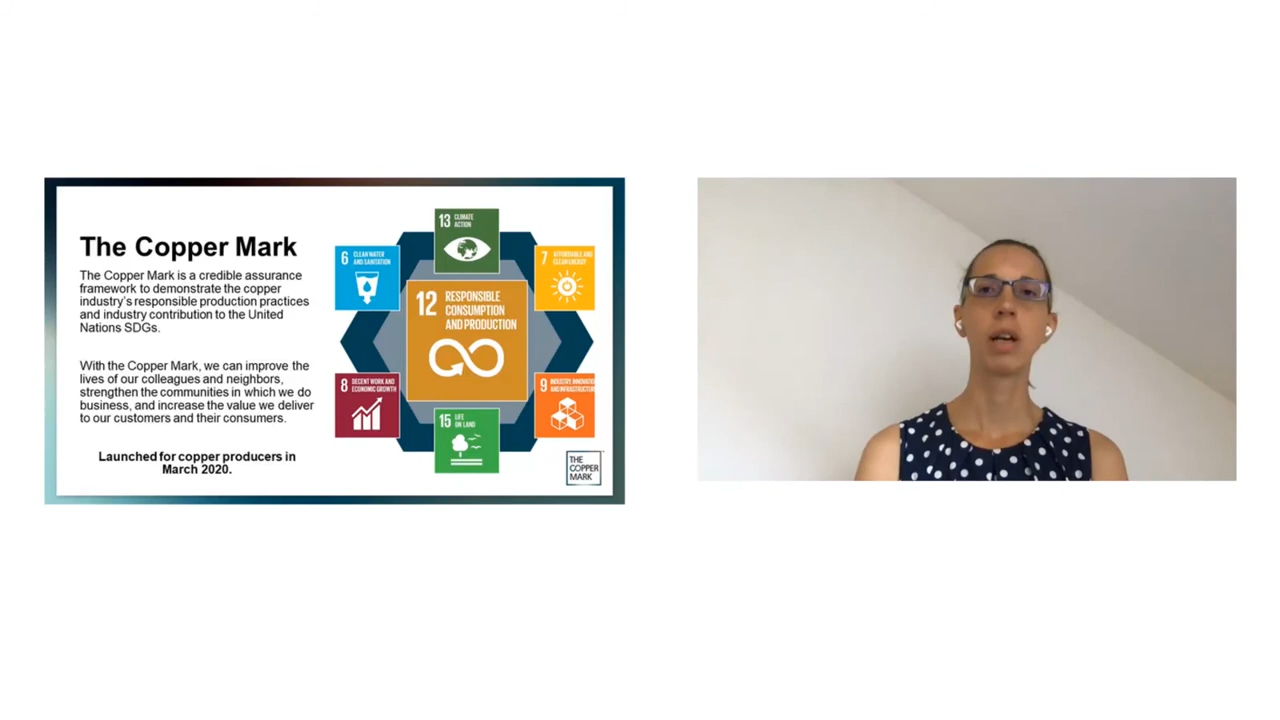 The Copper Mark
The Copper Mark is a credible assurance
framework to demonstrate the copper
industry's responsible production practices
and industry contribution to the United
Nations SDGs.
With the Copper Mark, we can improve the
lives of our colleagues and neighbors,
strengthen the communities in which we do
business, and increase the value we deliver
to our customers and their consumers.
Launched for copper producers in
March 2020.
13 CLIMATE
ACTION
6 CLEAN WATER
AND SANITATION
7 AFFORDABLE AND
CLEAN ENERGY
12 RESPONSIBLE
CONSUMPTION
AND PRODUCTION
8 DECENT WORK AND
ECONOMIC GROWTH
9 INDUSTRY, INNOVATION
AND INFRASTRUCTURE
15 LIFE
ON LAND
THE
COPPER
MARK